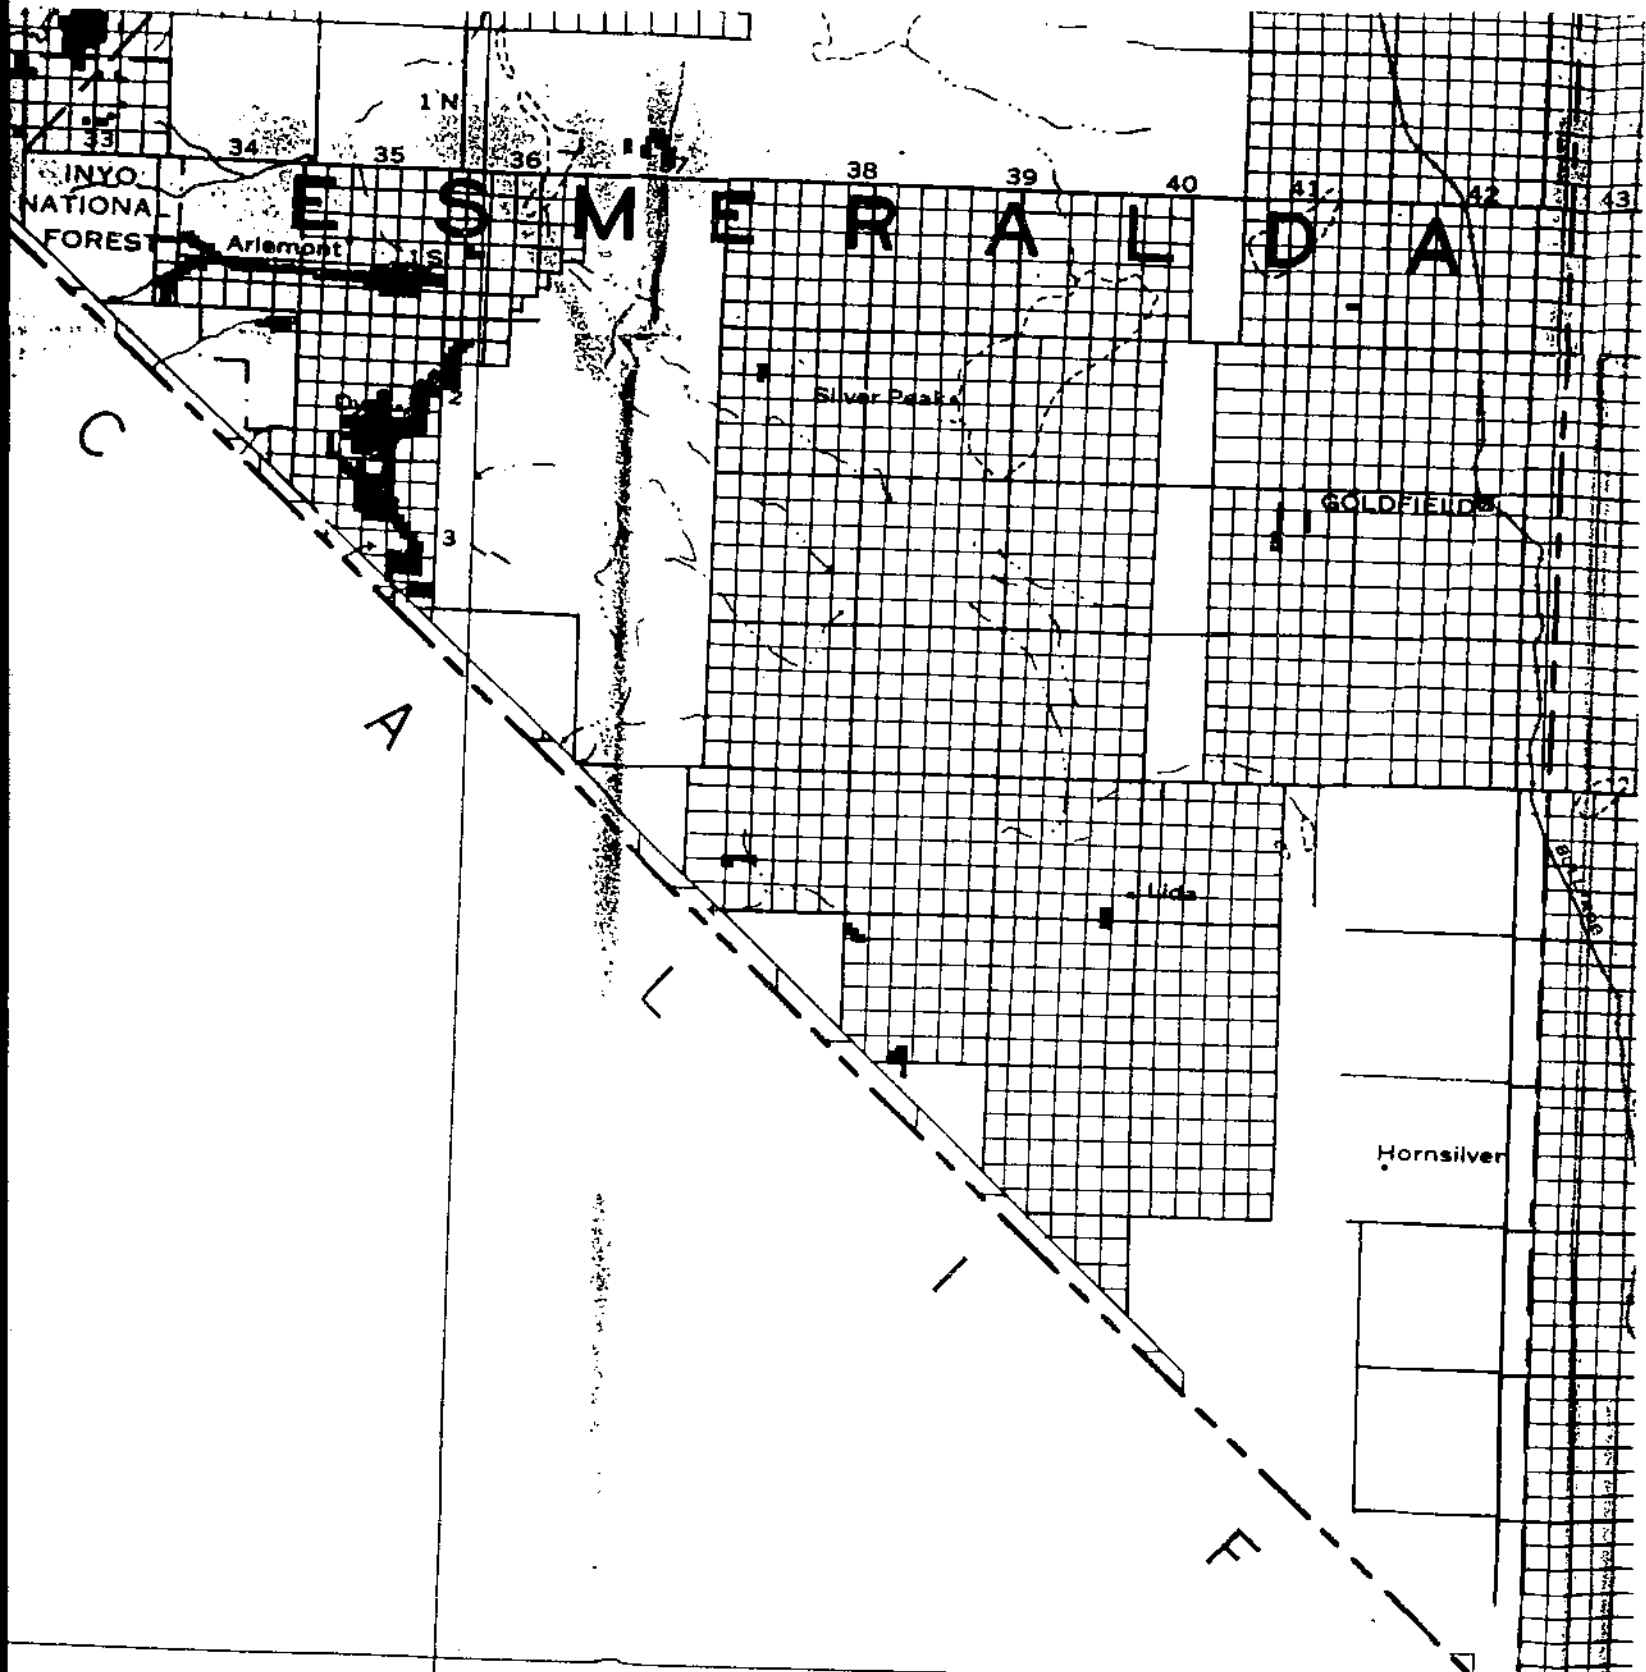 1 N
33
34
35
36
38
39
40
41
42
43
INYO
NATIONAL
FOREST
ESMERALDA
Arlemont
1 S
2
Silver Peak
GOLDFIELD
3
Lida
Hornsilver
C A L I F